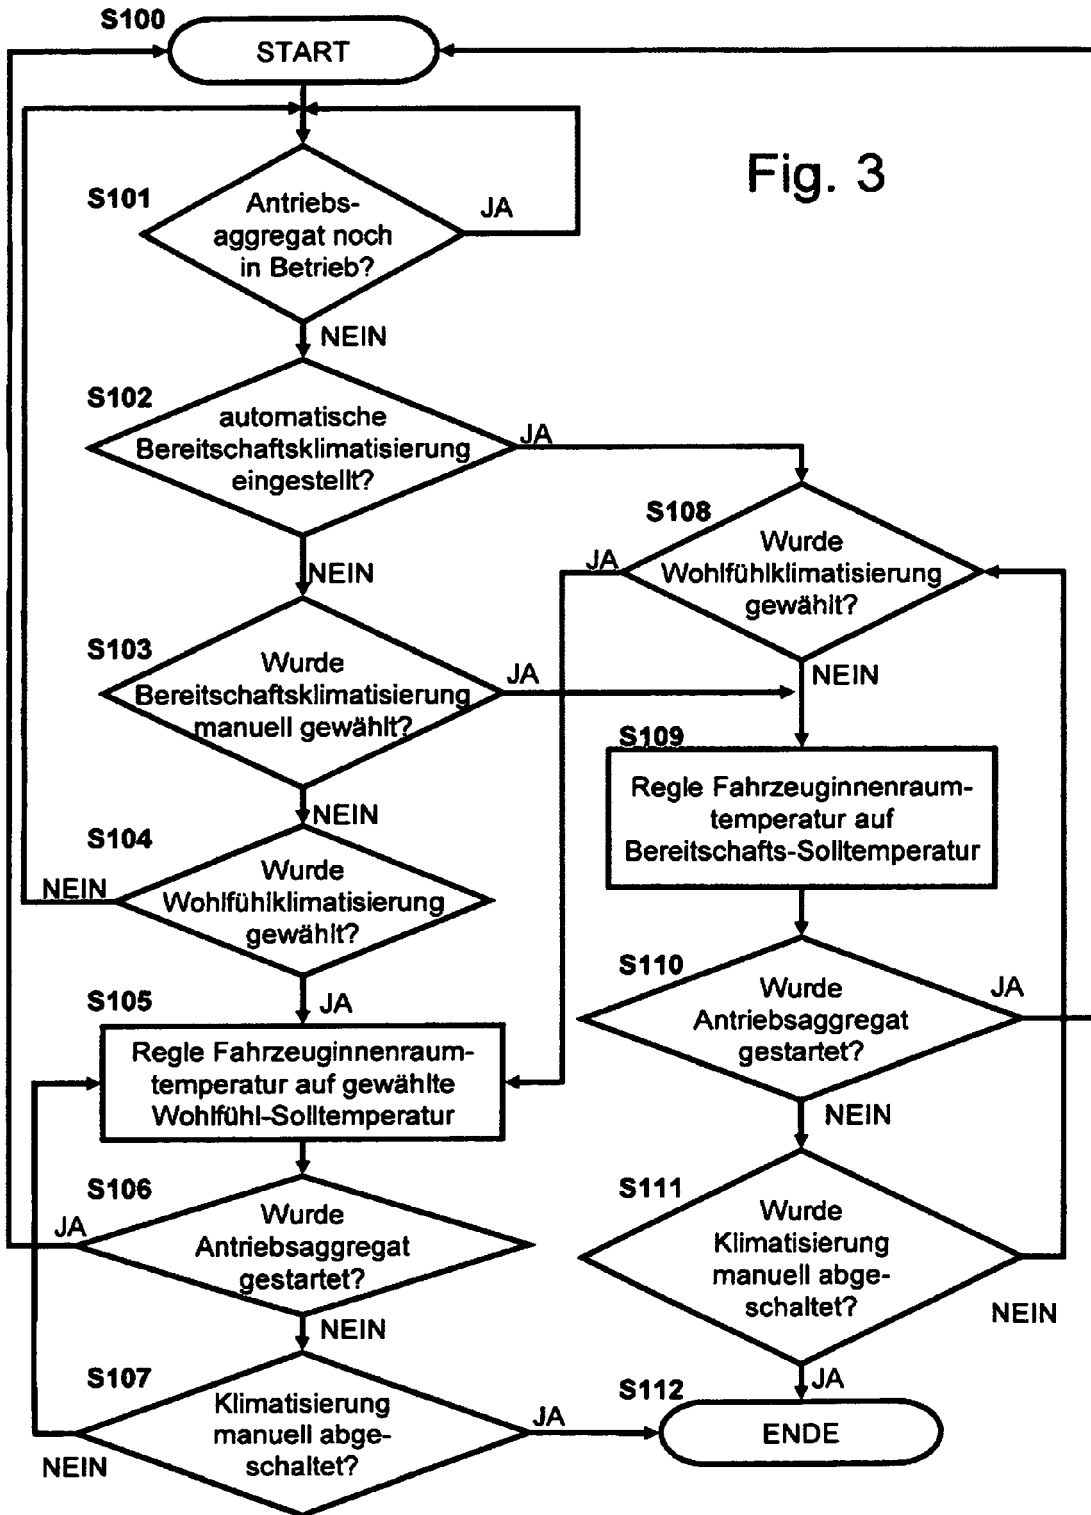 S100
START
Fig. 3
S101
Antriebs-
aggregat noch
in Betrieb?
JA
NEIN
S102
automatische
Bereitschaftsklimatisierung
eingestellt?
JA
NEIN
S108
Wurde
Wohlfühlklimatisierung
gewählt?
JA
NEIN
S103
Wurde
Bereitschaftsklimatisierung
manuell gewählt?
JA
NEIN
S109
Regle Fahrzeuginnenraum-
temperatur auf
Bereitschafts-Solltemperatur
S104
Wurde
Wohlfühlklimatisierung
gewählt?
NEIN
JA
S110
Wurde
Antriebsaggregat
gestartet?
JA
NEIN
S105
Regle Fahrzeuginnenraum-
temperatur auf gewählte
Wohlfühl-Solltemperatur
S106
Wurde
Antriebsaggregat
gestartet?
JA
NEIN
S111
Wurde
Klimatisierung
manuell abge-
schaltet?
NEIN
JA
S107
Klimatisierung
manuell abge-
schaltet?
NEIN
JA
S112
ENDE